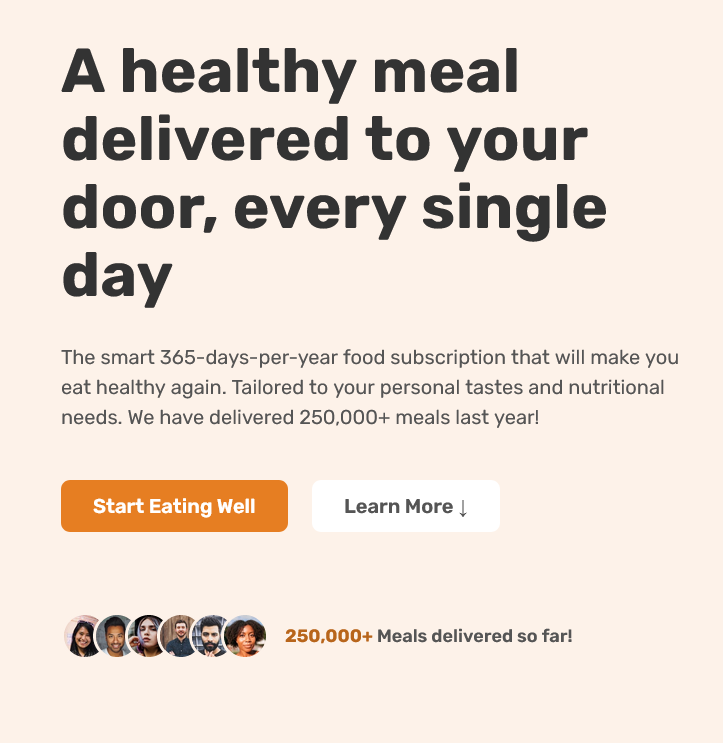 A healthy meal
delivered to your
door, every single
day
The smart 365-days-per-year food subscription that will make you
eat healthy again. Tailored to your personal tastes and nutritional
needs. We have delivered 250,000+ meals last year!
Start Eating Well
Learn More ↓
250,000+ Meals delivered so far!